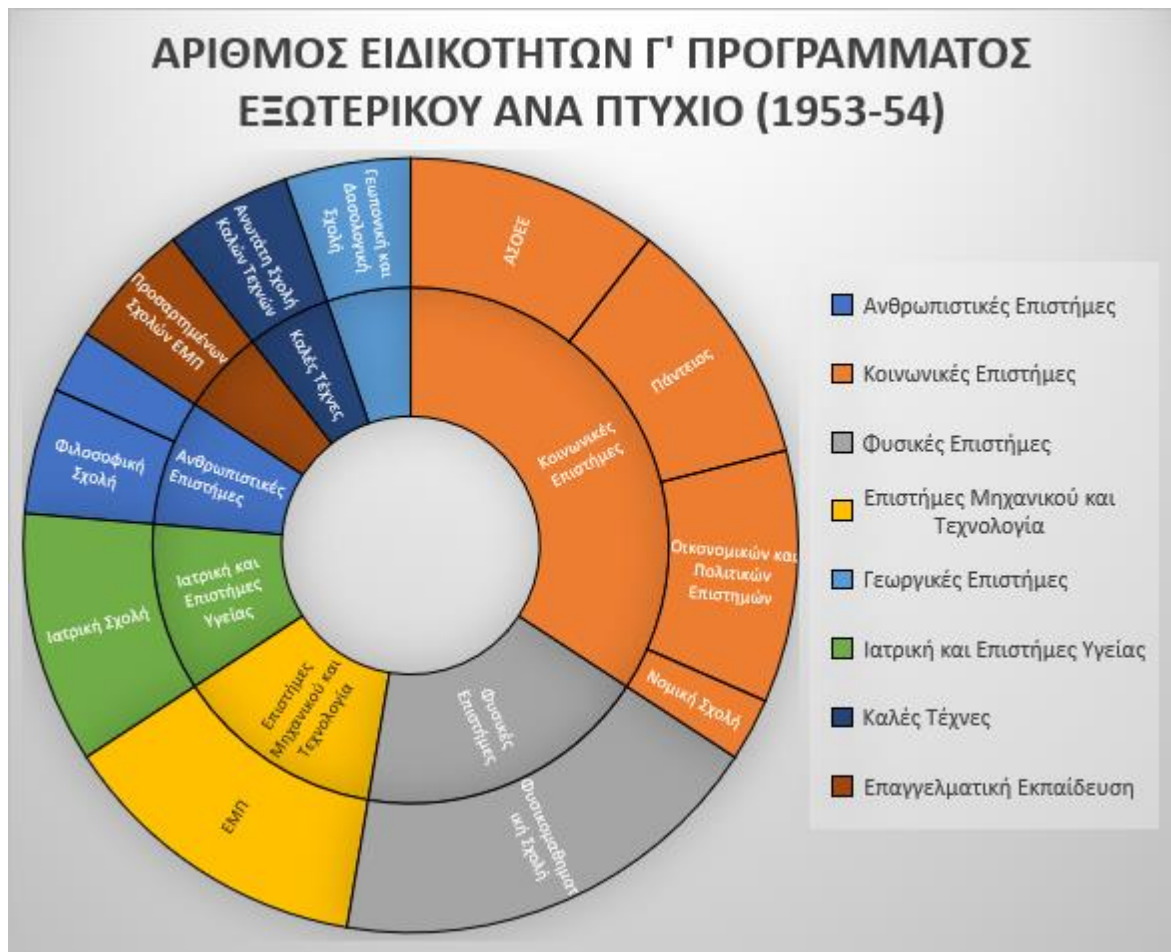 ΑΡΙΘΜΟΣ ΕΙΔΙΚΟΤΗΤΩΝ Γ' ΠΡΟΓΡΑΜΜΑΤΟΣ
ΕΞΩΤΕΡΙΚΟΥ ΑΝΑ ΠΤΥΧΙΟ (1953-54)
ΑΣΟΕΕ
Πάντειος
Οικονομικών και
Πολιτικών
Επιστημών
Νομική Σχολή
Κοινωνικές
Επιστήμες
Φυσικομαθηματ
ική Σχολή
Φυσικές
Επιστήμες
ΕΜΠ
Επιστήμες
Μηχανικού και
Τεχνολογία
Ιατρική Σχολή
Ιατρική και
Επιστήμες
Υγείας
Φιλοσοφική
Σχολή
Ανθρωπιστικές
Επιστήμες
Προσαρτημένων
Σχολών ΕΜΠ
Ανωτάτη Σχολή
Καλών Τεχνών
Καλές Τέχνες
Γεωπονική και
Δασολογική
Σχολή
Ανθρωπιστικές Επιστήμες
Κοινωνικές Επιστήμες
Φυσικές Επιστήμες
Επιστήμες Μηχανικού και
Τεχνολογία
Γεωργικές Επιστήμες
Ιατρική και Επιστήμες Υγείας
Καλές Τέχνες
Επαγγελματική Εκπαίδευση